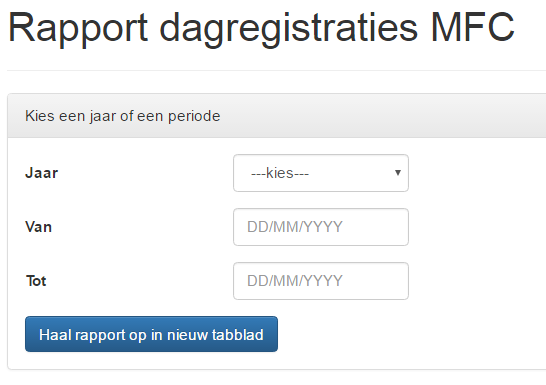 Rapport dagregistraties MFC
Kies een jaar of een periode
Jaar ---kies---
Van DD/MM/YYYY
Tot DD/MM/YYYY
Haal rapport op in nieuw tabblad